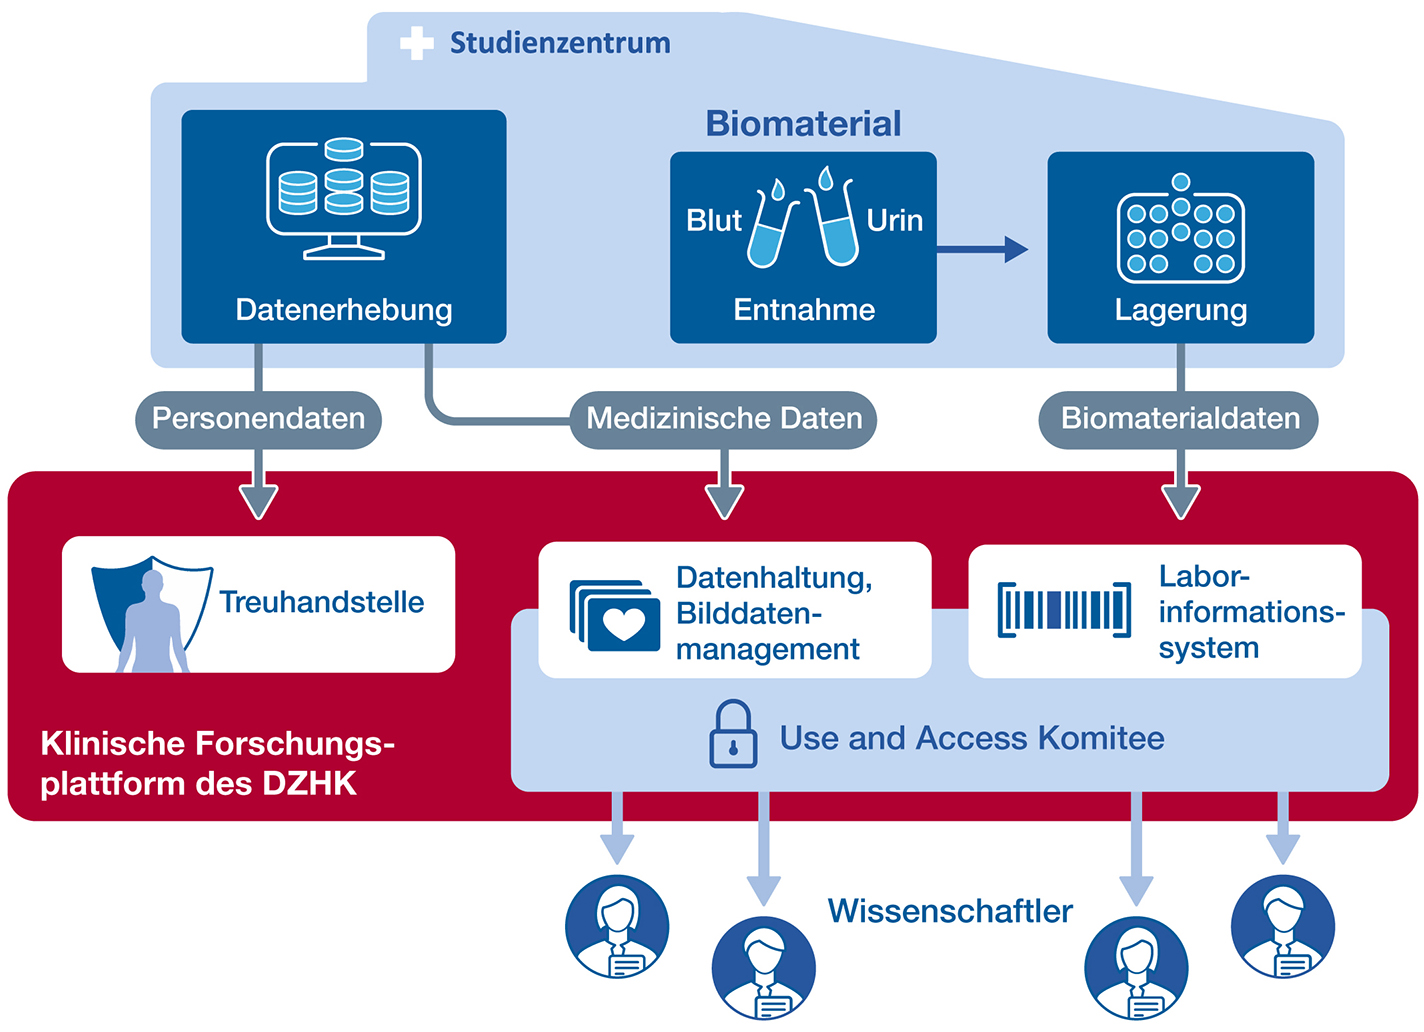 Studienzentrum
Biomaterial
Datenerhebung
Blut
Urin
Entnahme
Lagerung
Personendaten
Medizinische Daten
Biomaterialdaten
Treuhandstelle
Datenhaltung,
Bilddaten-
management
Labor-
informations-
system
Klinische Forschungs-
plattform des DZHK
Use and Access Komitee
Wissenschaftler